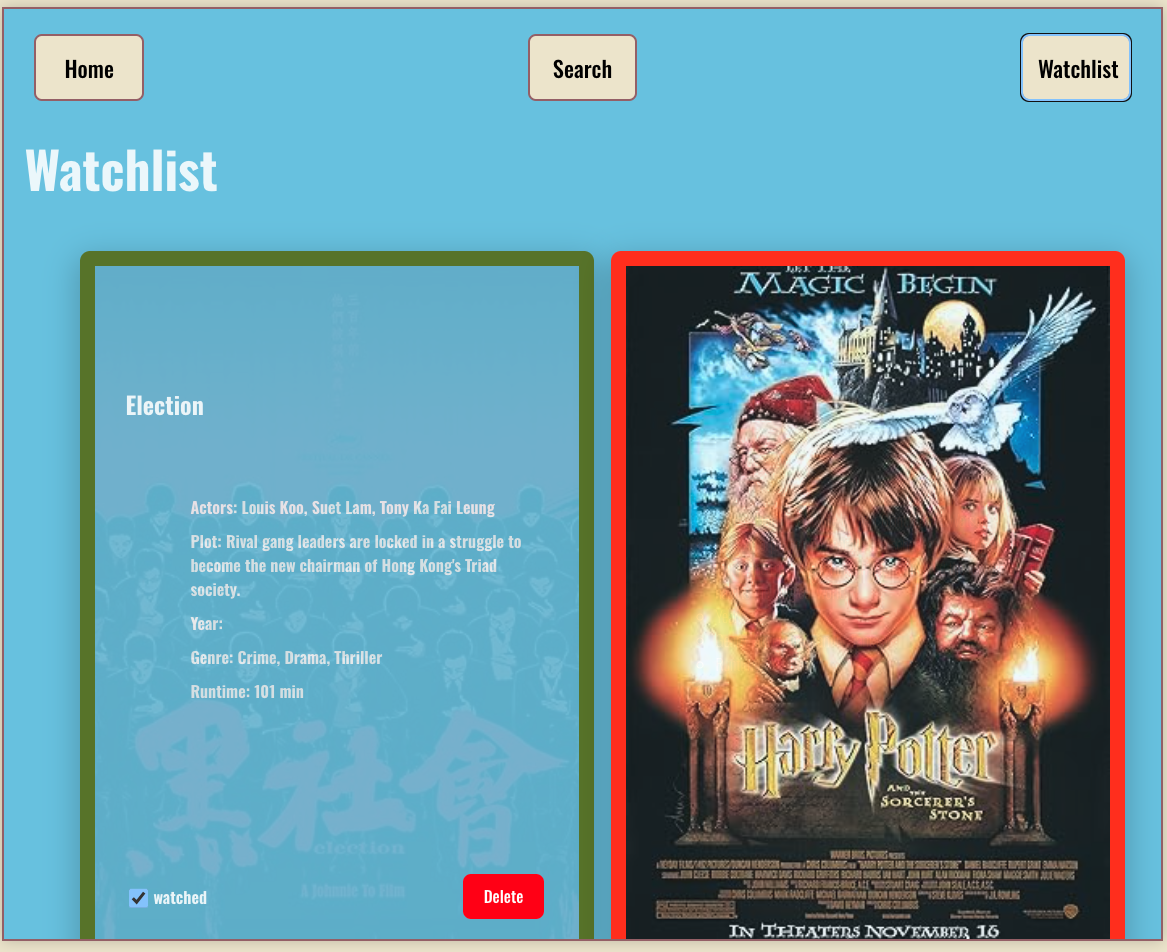 Home
Search
Watchlist
Watchlist
Election
Actors: Louis Koo, Suet Lam, Tony Ka Fai Leung
Plot: Rival gang leaders are locked in a struggle to
become the new chairman of Hong Kong's Triad
society.
Year:
Genre: Crime, Drama, Thriller
Runtime: 101 min
黑社會
election
A Johnnie To Film
watched
Delete
LET THE
MAGIC BEGIN
Harry Potter
AND THE
SORCERER'S
STONE
IN THEATERS NOVEMBER 16